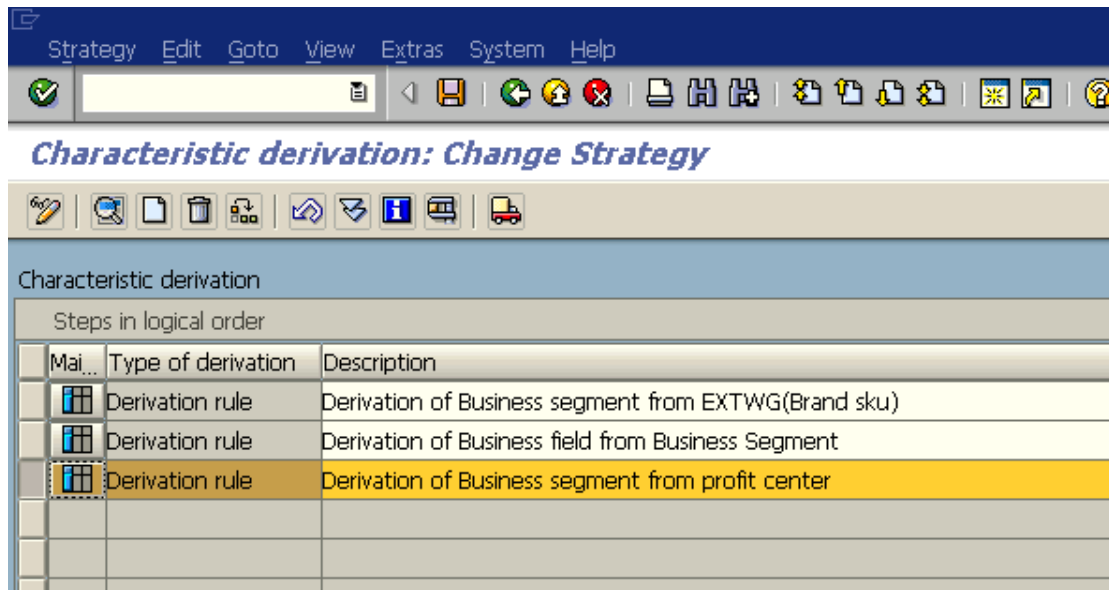 Strategy Edit Goto View Extras System Help
Characteristic derivation: Change Strategy
Characteristic derivation
Steps in logical order
Mai... Type of derivation Description
Derivation rule Derivation of Business segment from EXTWG(Brand sku)
Derivation rule Derivation of Business field from Business Segment
Derivation rule Derivation of Business segment from profit center